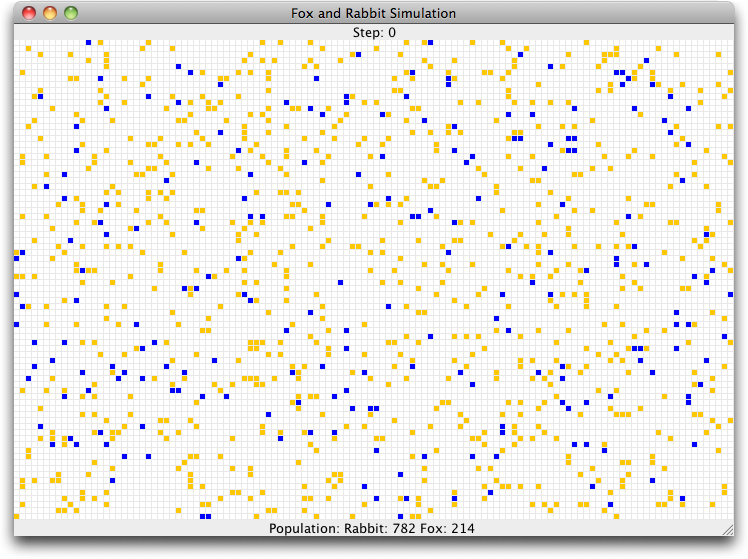 Fox and Rabbit Simulation
Step: 0
Population: Rabbit: 782 Fox: 214